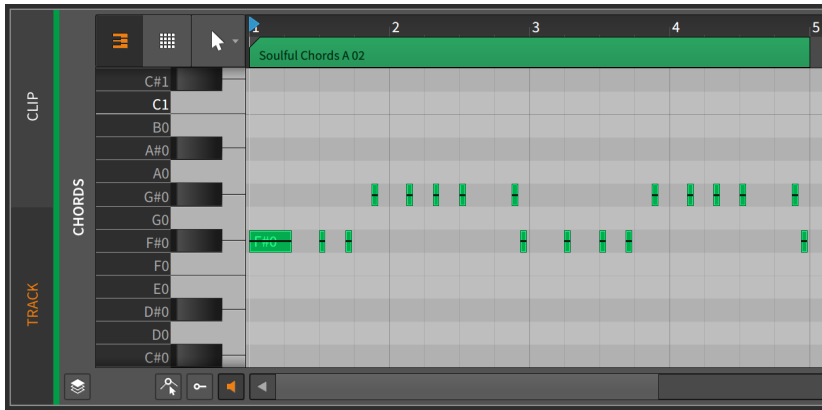 1 2 3 4 5
Soulful Chords A 02
CLIP
TRACK
CHORDS
C#1
C1
B0
A#0
A0
G#0
G0
F#0
F#0
F0
E0
D#0
D0
C#0